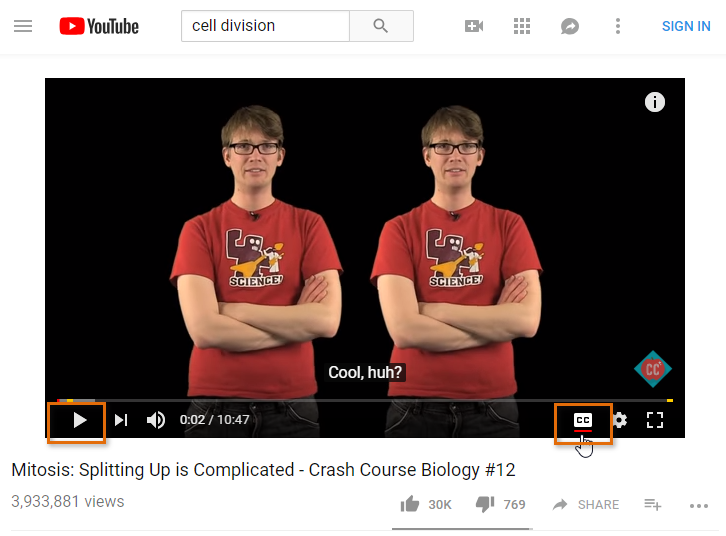 YouTube
cell division
SIGN IN
SCIENCE!
SCIENCE!
Cool, huh?
CC
0:02 / 10:47
CC
Mitosis: Splitting Up is Complicated - Crash Course Biology #12
3,933,881 views
30K
769
SHARE